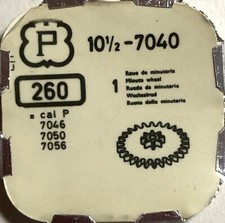 P
10½-7040
260
1
Roue de minuterie
Minute wheel
Rueda de minuteria
Wechselrad
Ruota della minuteria
= cal P
7046
7050
7056